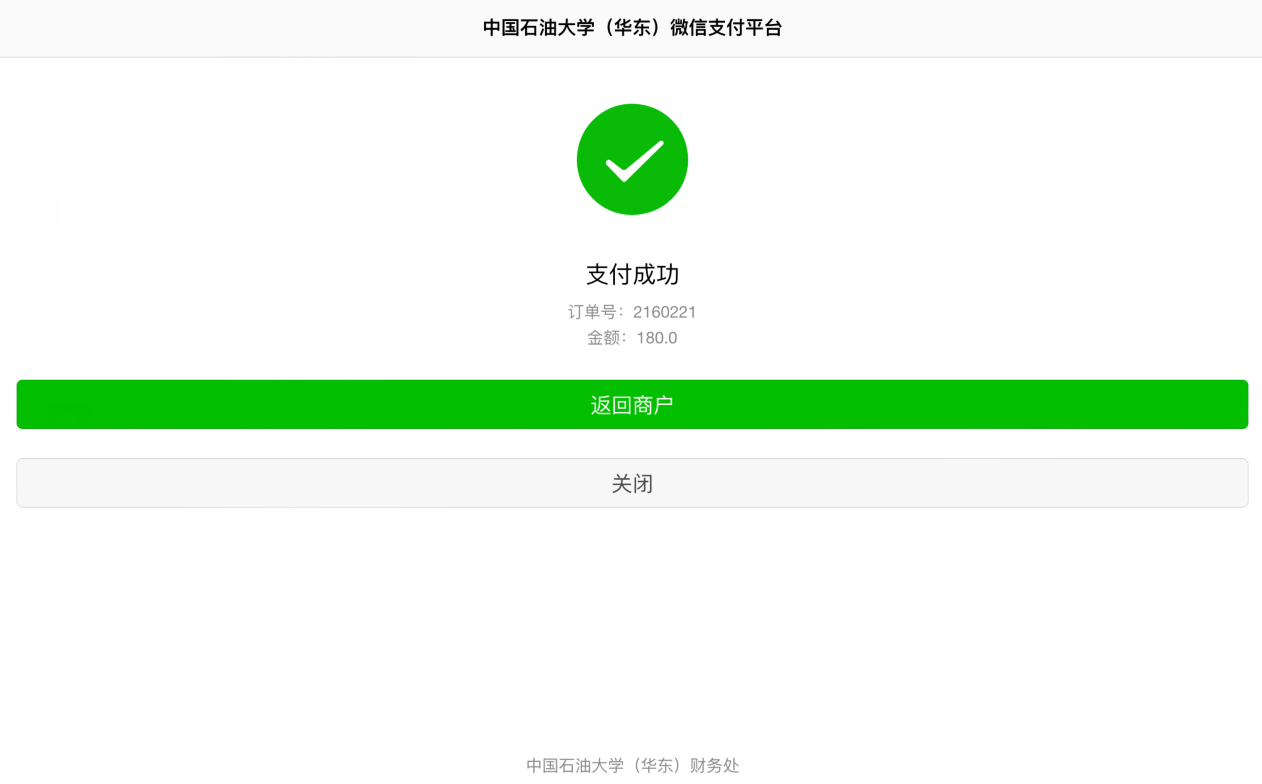 中国石油大学（华东）微信支付平台
支付成功
订单号：2160221
金额：180.0
返回商户
关闭
中国石油大学（华东）财务处